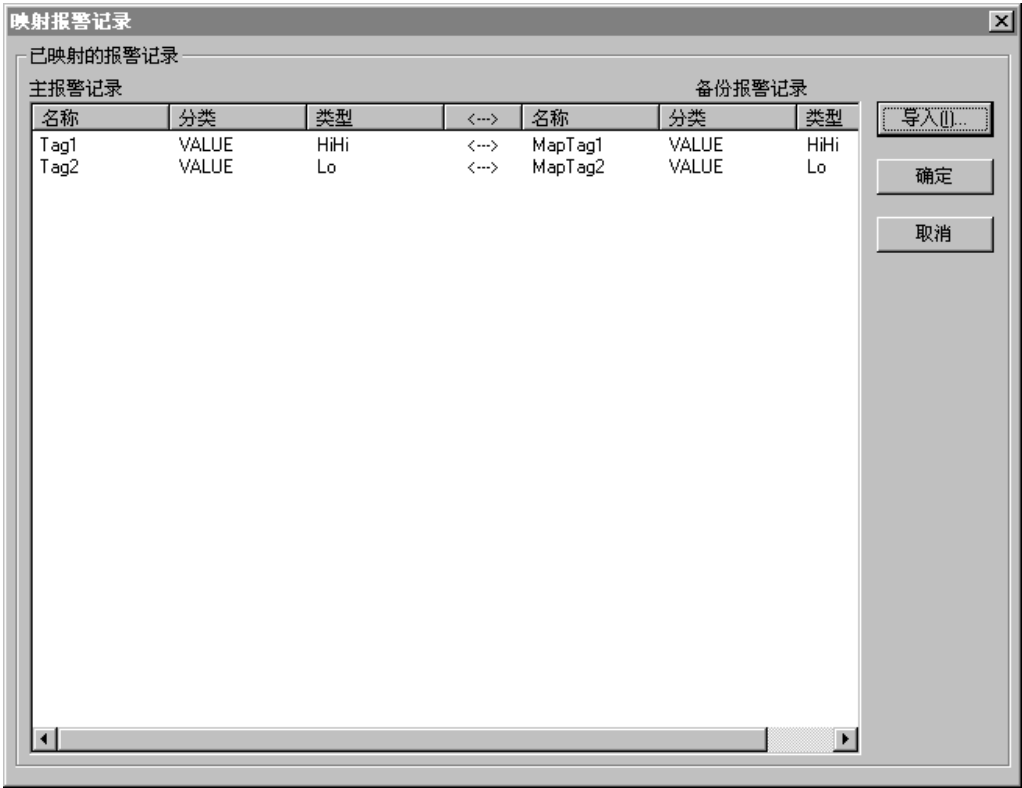 映射报警记录
已映射的报警记录
主报警记录 备份报警记录
名称 分类 类型 <---> 名称 分类 类型 导入(I)...
Tag1 VALUE HiHi <---> MapTag1 VALUE HiHi
Tag2 VALUE Lo <---> MapTag2 VALUE Lo
确定
取消